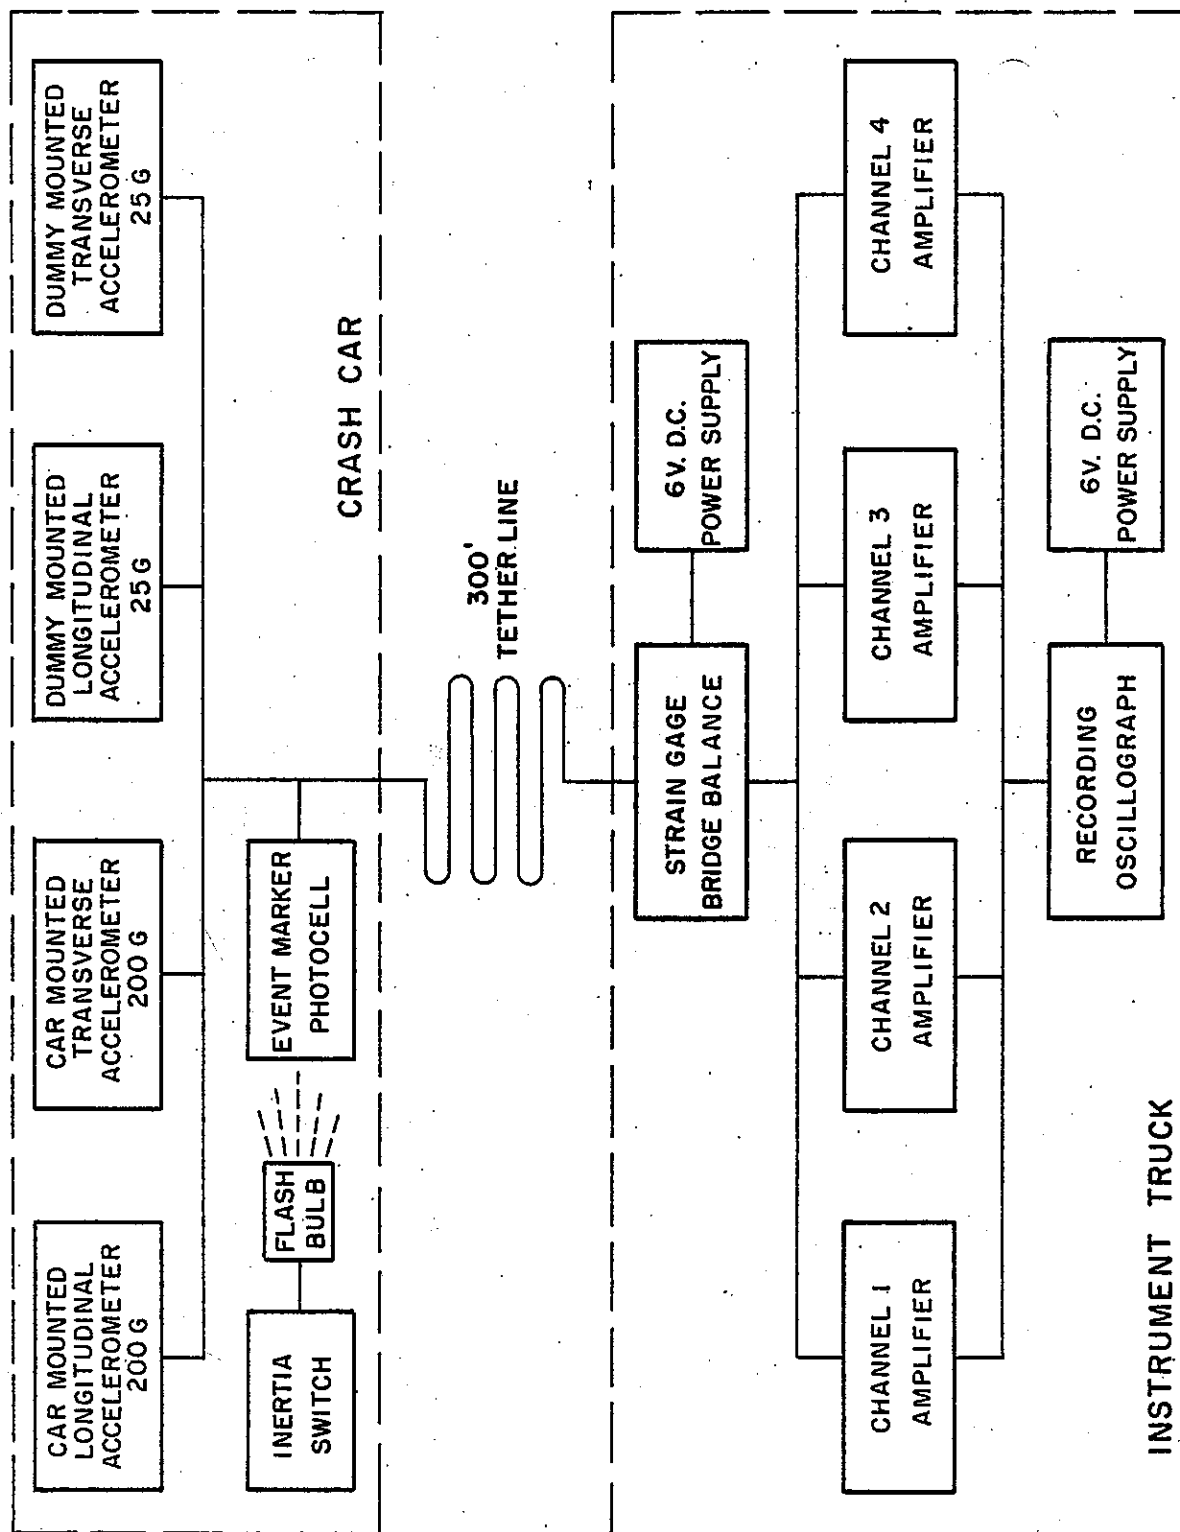 CAR MOUNTED
LONGITUDINAL
ACCELEROMETER
200 G
CAR MOUNTED
TRANSVERSE
ACCELEROMETER
200 G
DUMMY MOUNTED
LONGITUDINAL
ACCELEROMETER
25 G
DUMMY MOUNTED
TRANSVERSE
ACCELEROMETER
25 G
INERTIA
SWITCH
FLASH
BULB
EVENT MARKER
PHOTOCELL
CRASH CAR
300'
TETHER LINE
STRAIN GAGE
BRIDGE BALANCE
6V. D.C.
POWER SUPPLY
CHANNEL 1
AMPLIFIER
CHANNEL 2
AMPLIFIER
CHANNEL 3
AMPLIFIER
CHANNEL 4
AMPLIFIER
RECORDING
OSCILLOGRAPH
6V. D.C.
POWER SUPPLY
INSTRUMENT TRUCK